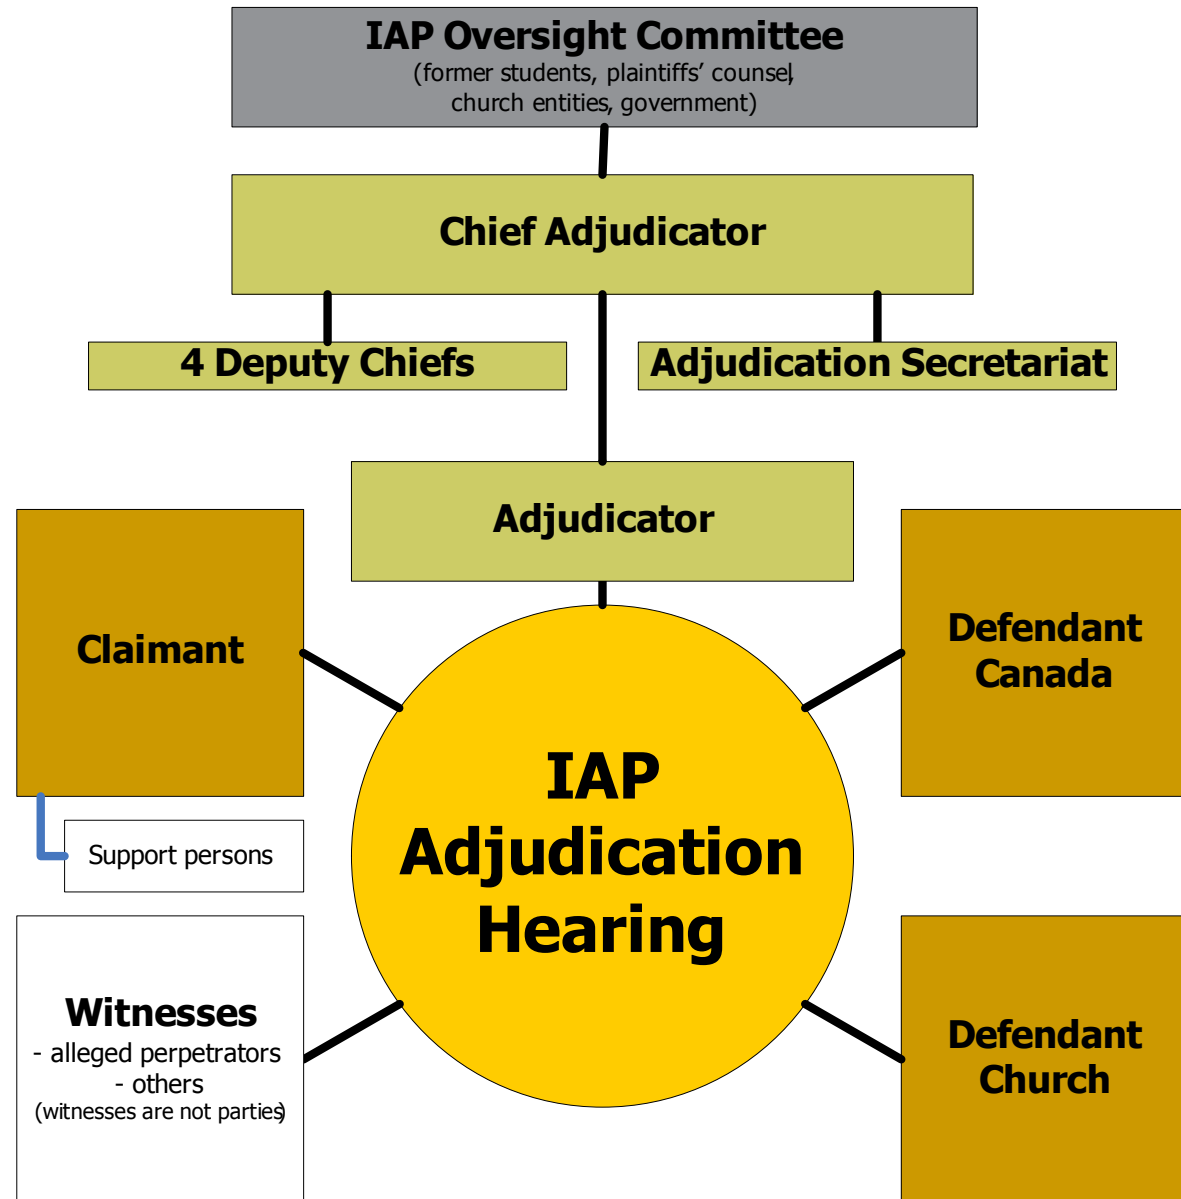 IAP Oversight Committee
(former students, plaintiffs' counsel,
church entities, government)
Chief Adjudicator
4 Deputy Chiefs
Adjudication Secretariat
Adjudicator
Claimant
Defendant
Canada
IAP
Adjudication
Hearing
Support persons
Witnesses
- alleged perpetrators
- others
(witnesses are not parties)
Defendant
Church